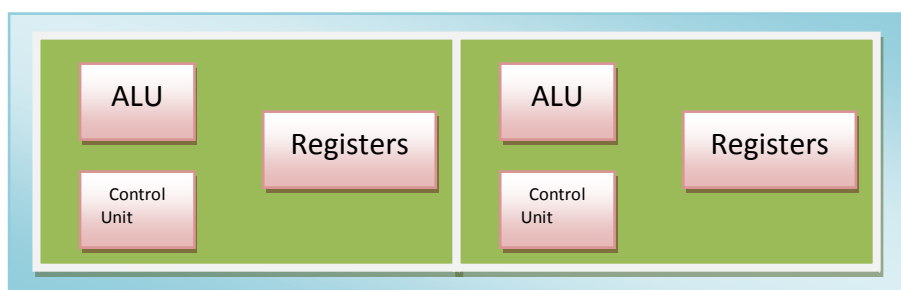 ALU
Registers
Control
Unit
ALU
Registers
Control
Unit